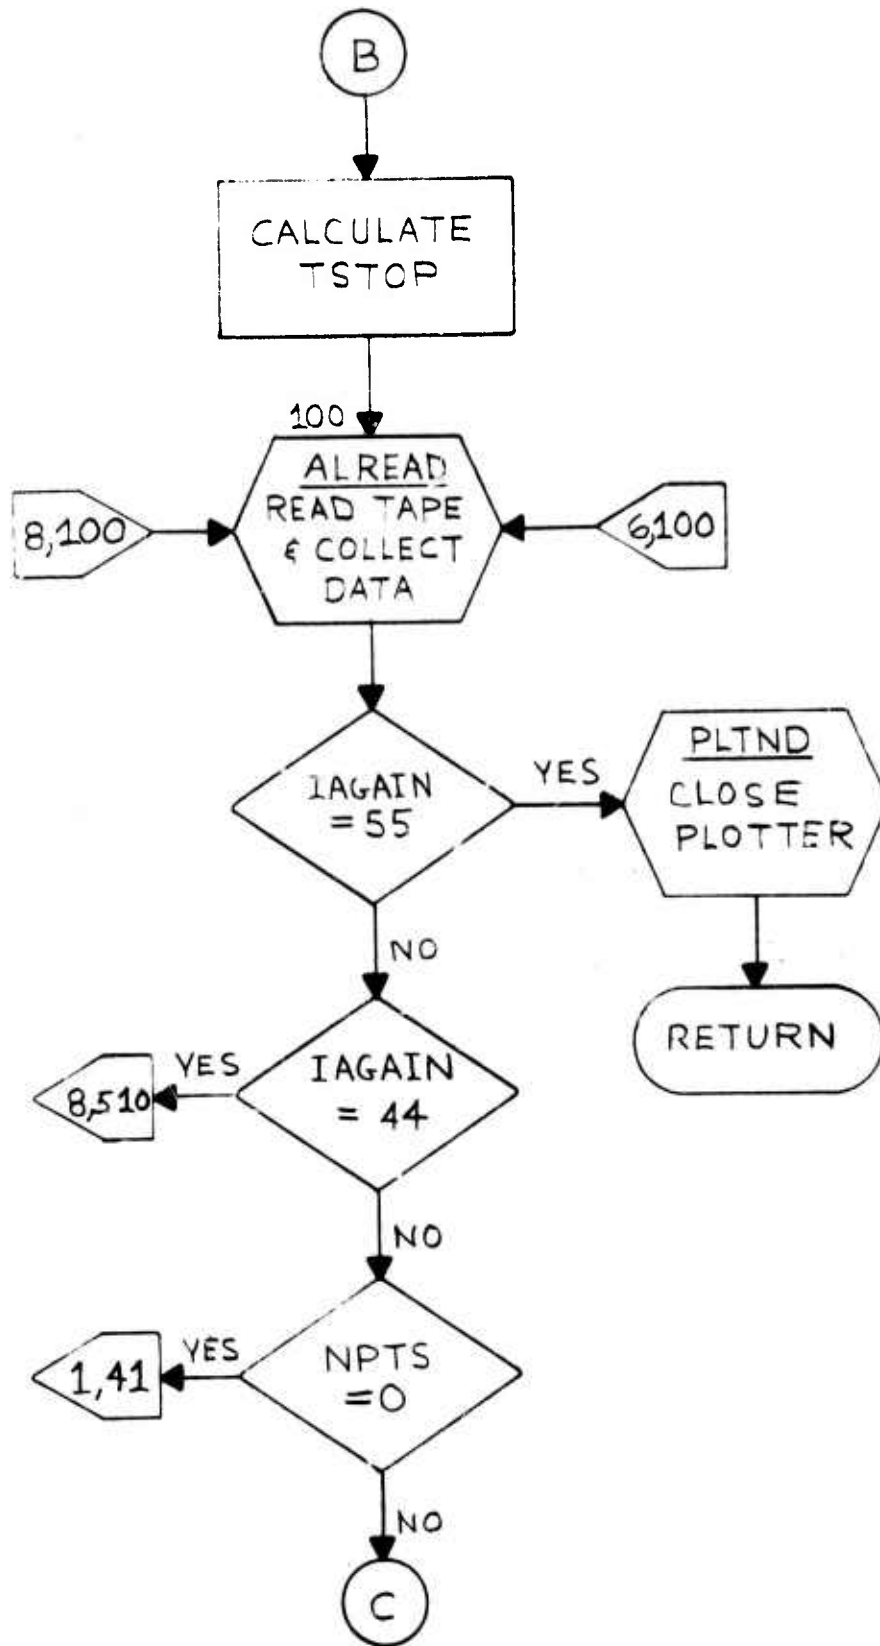 B
CALCULATE
TSTOP
100
ALREAD
READ TAPE
& COLLECT
DATA
8,100
6,100
IAGAIN
= 55
YES
PLTND
CLOSE
PLOTTER
NO
RETURN
IAGAIN
= 44
YES
8,510
NO
NPTS
= 0
YES
1,41
NO
C